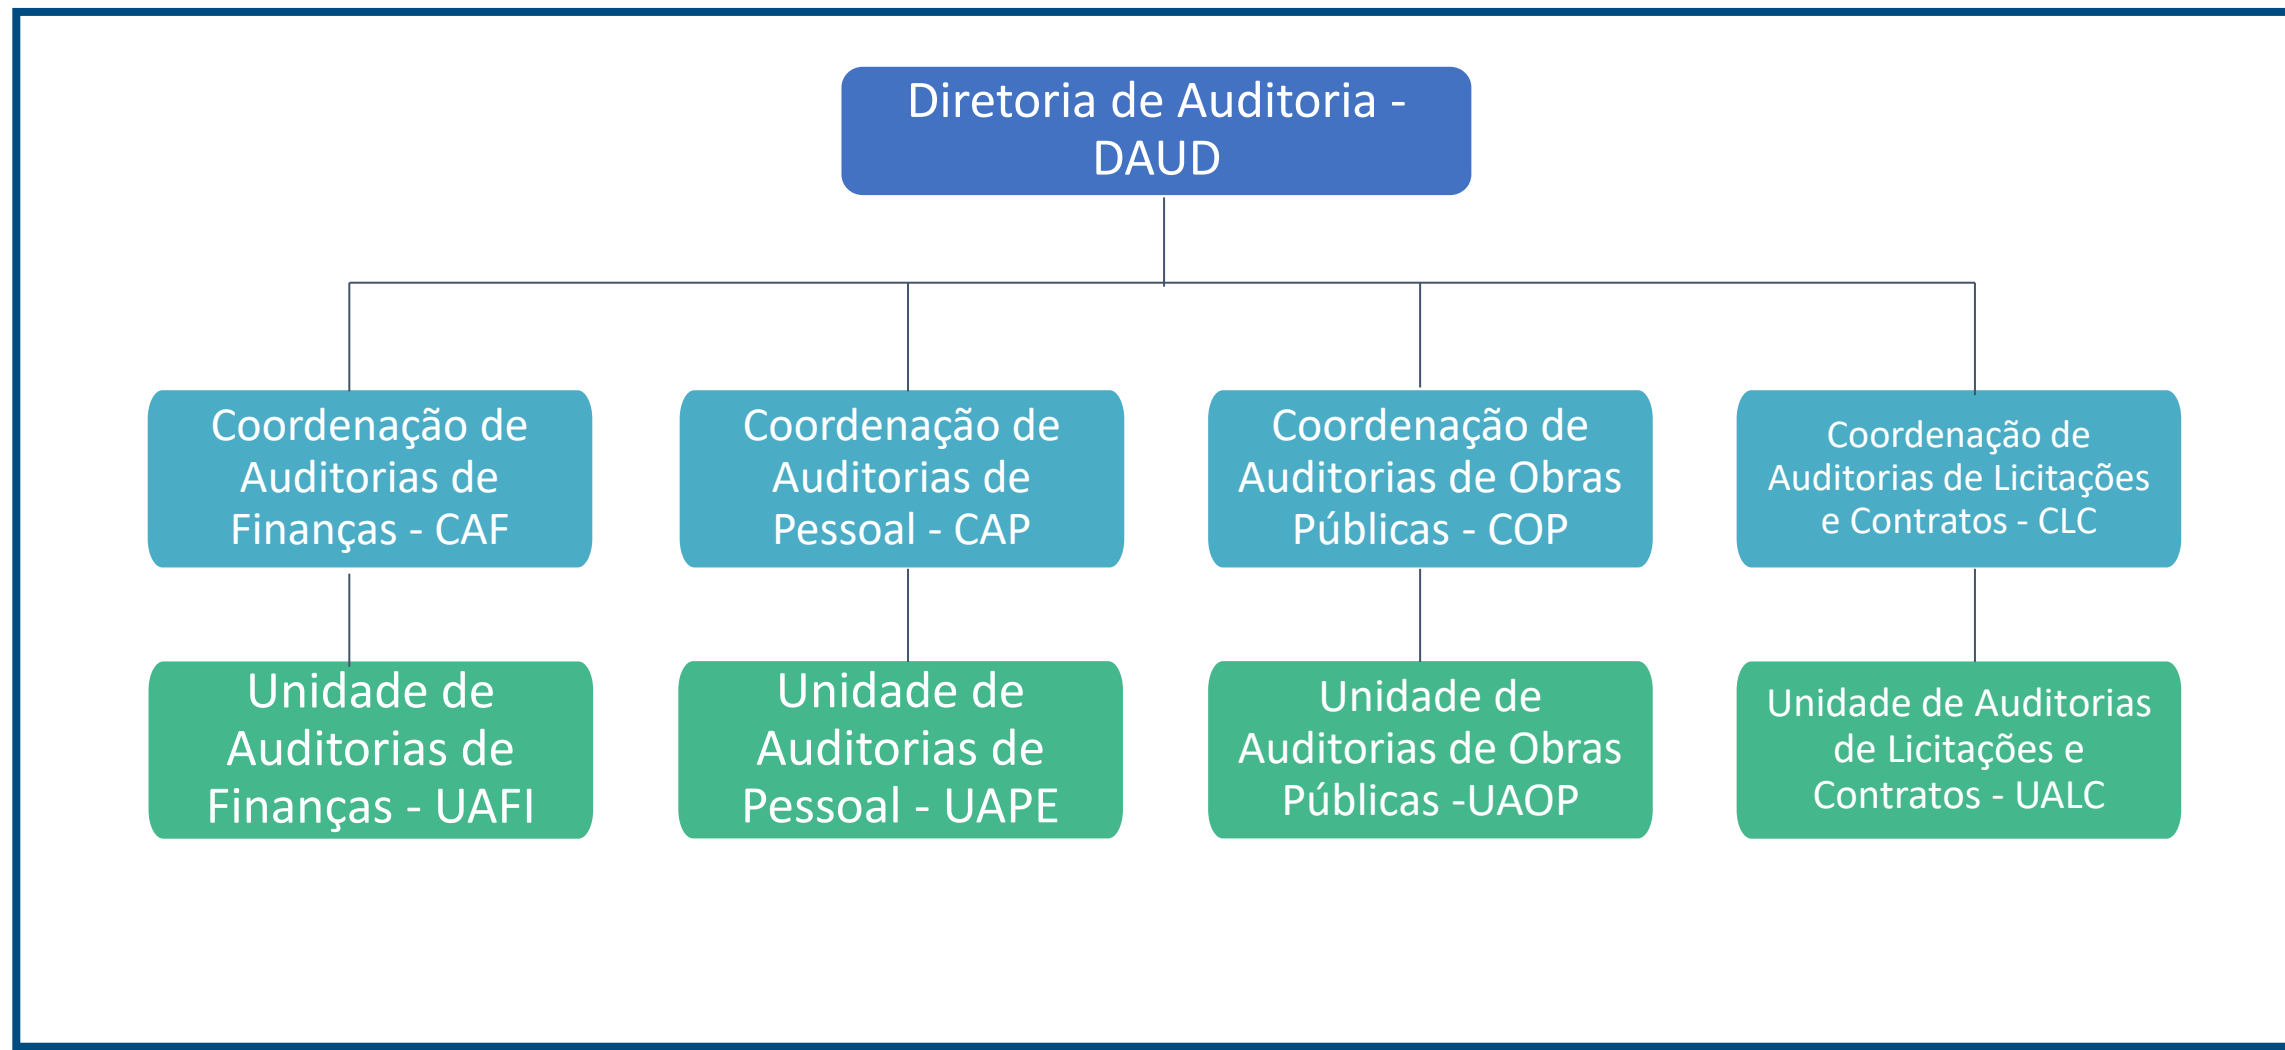 Diretoria de Auditoria -
DAUD
Coordenação de
Auditorias de
Finanças - CAF
Coordenação de
Auditorias de
Pessoal - CAP
Coordenação de
Auditorias de Obras
Públicas - COP
Coordenação de
Auditorias de Licitações
e Contratos - CLC
Unidade de
Auditorias de
Finanças - UAFI
Unidade de
Auditorias de
Pessoal - UAPE
Unidade de
Auditorias de Obras
Públicas -UAOP
Unidade de Auditorias
de Licitações e
Contratos - UALC